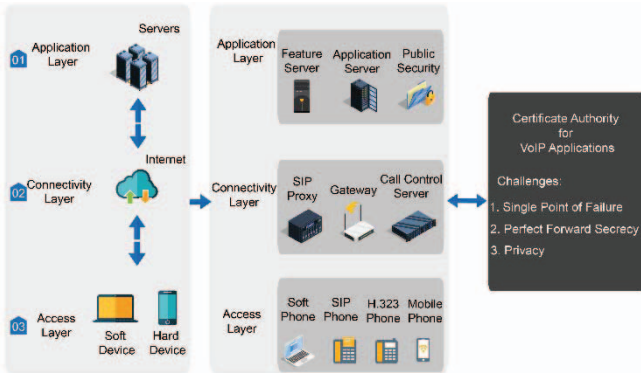 Servers
01
Application
Layer
Internet
02
Connectivity
Layer
03
Access
Layer
Soft
Device
Hard
Device
Application
Layer
Feature
Server
Application
Server
Public
Security
Connectivity
Layer
SIP
Proxy
Gateway
Call Control
Server
Access
Layer
Soft
Phone
SIP
Phone
H.323
Phone
Mobile
Phone
Certificate Authority
for
VoIP Applications
Challenges:
1. Single Point of Failure
2. Perfect Forward Secrecy
3. Privacy